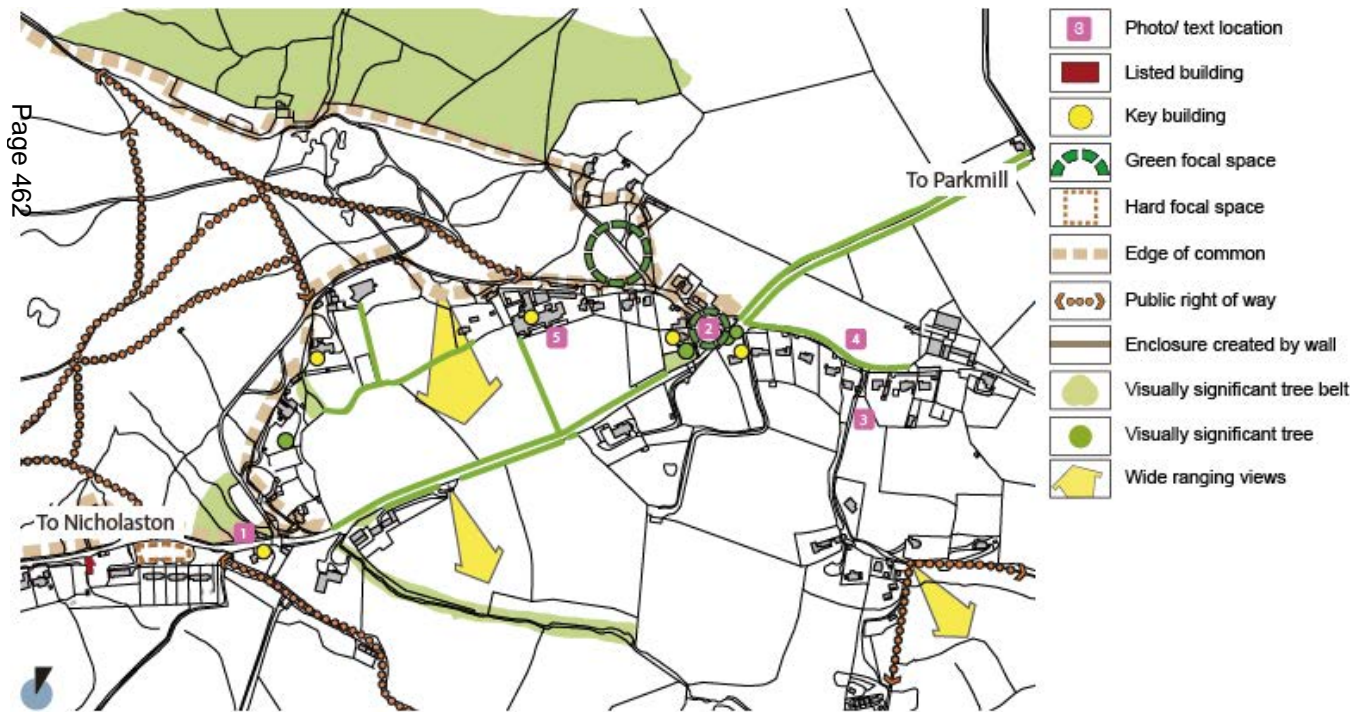 Page 462
To Parkmill
To Nicholaston
1
2
3
4
5
3
Photo/ text location
Listed building
Key building
Green focal space
Hard focal space
Edge of common
Public right of way
Enclosure created by wall
Visually significant tree belt
Visually significant tree
Wide ranging views